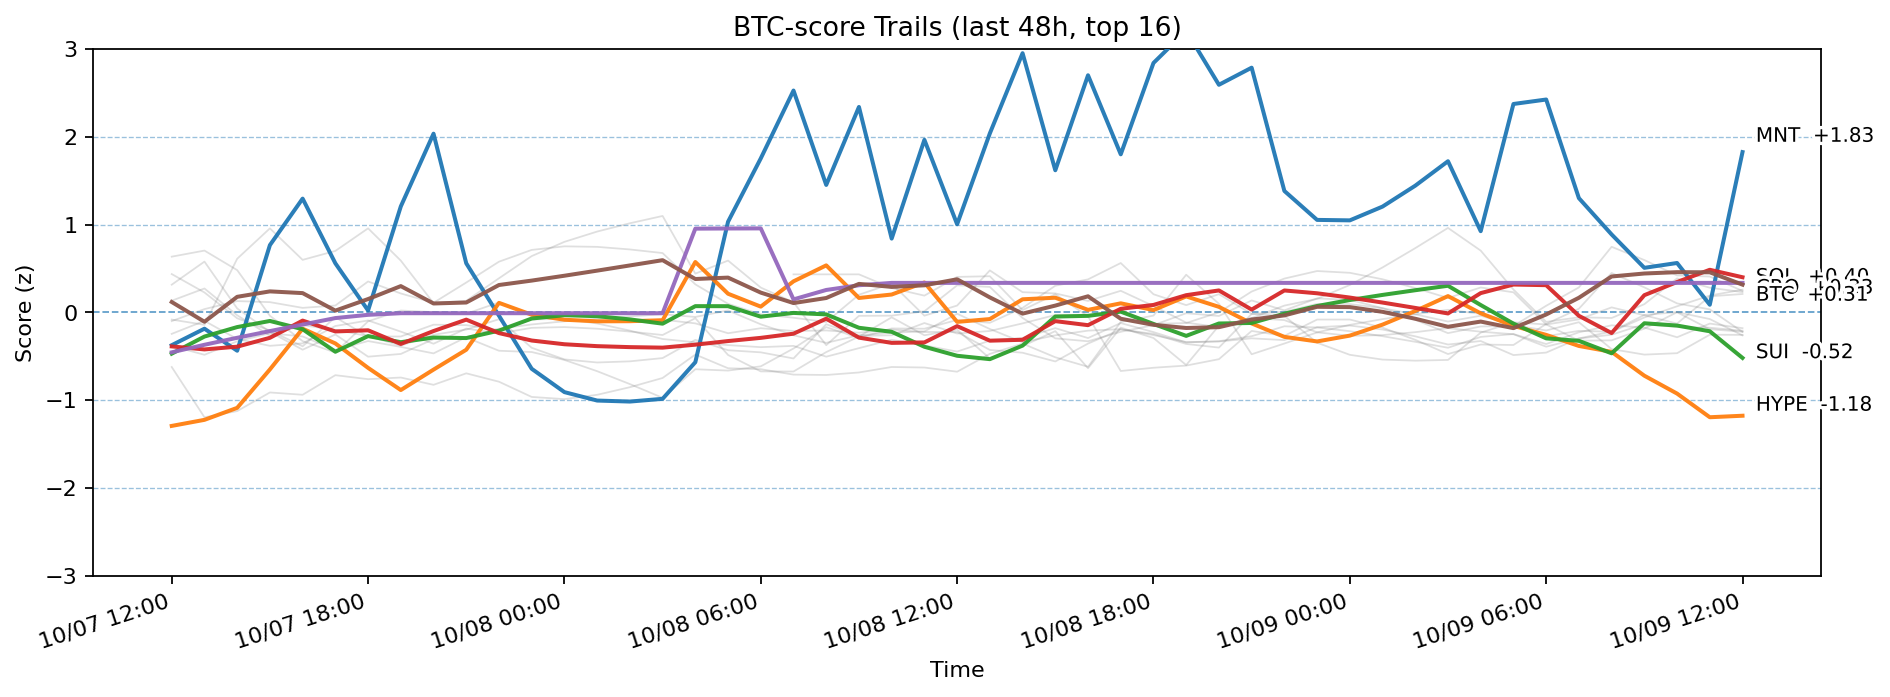 BTC-score Trails (last 48h, top 16)
Score (z)
3
2
1
0
−1
−2
−3
MNT +1.83
SOL +0.40
BTC +0.31
SUI -0.52
HYPE -1.18
10/07 12:00
10/07 18:00
10/08 00:00
10/08 06:00
10/08 12:00
10/08 18:00
10/09 00:00
10/09 06:00
10/09 12:00
Time